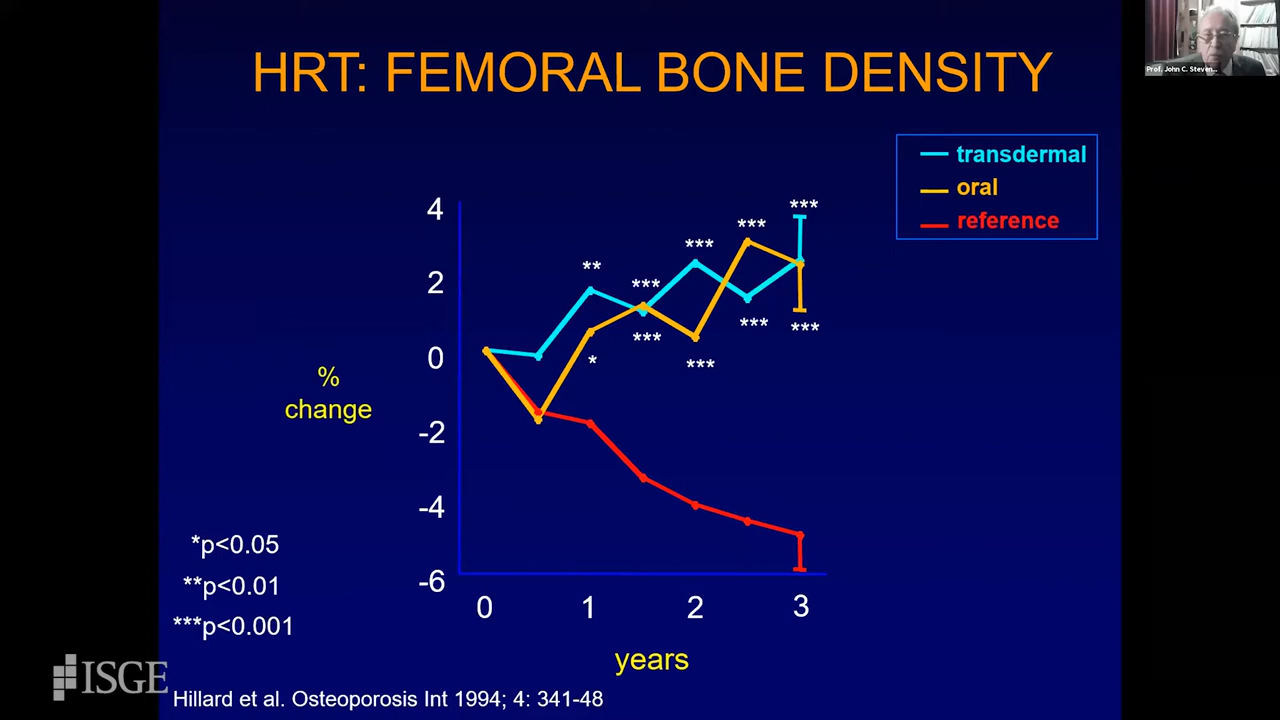 Prof. John C. Steven...
HRT: FEMORAL BONE DENSITY
transdermal
oral
reference
4
2
0
-2
-4
-6
%
change
***
***
***
**
***
***
***
***
*
***
0
1
2
3
years
*p<0.05
**p<0.01
***p<0.001
ISGE
Hillard et al. Osteoporosis Int 1994; 4: 341-48